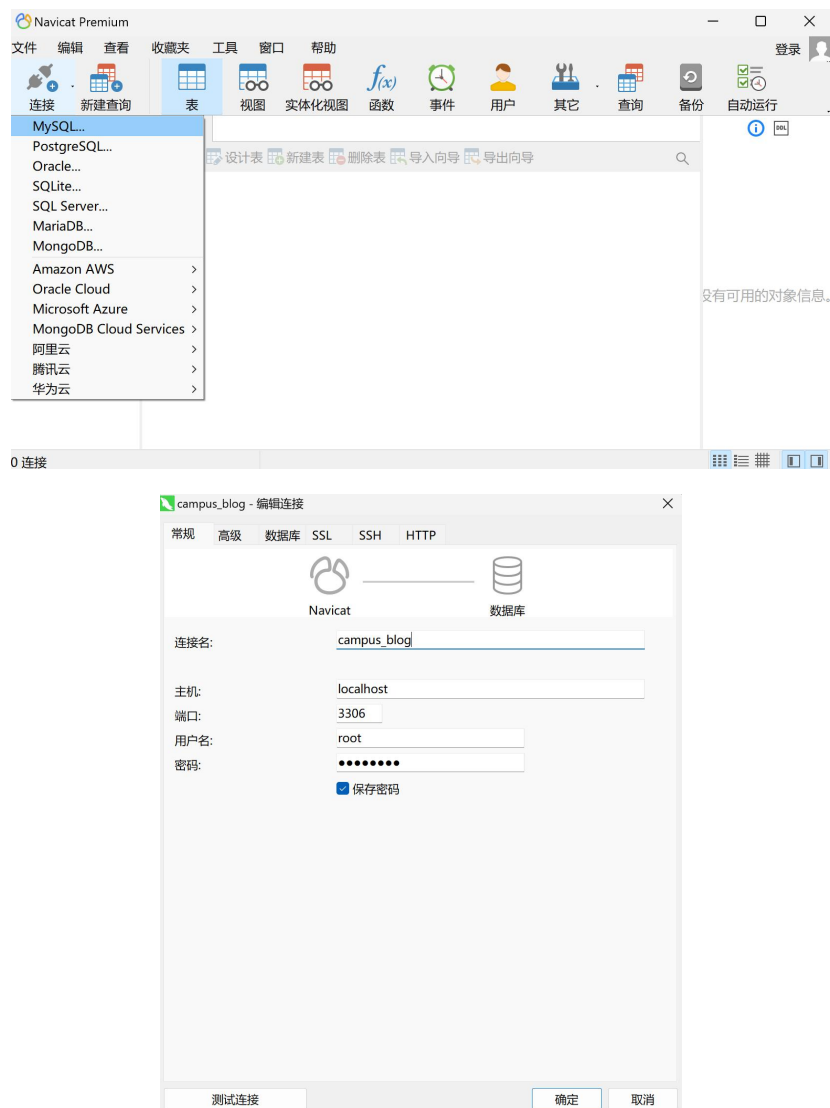 Navicat Premium
文件 编辑 查看 收藏夹 工具 窗口 帮助 登录
连接 新建查询 表 视图 实体化视图 函数 事件 用户 其它 查询 备份 自动运行
MySQL...
PostgreSQL...
设计表 新建表 删除表 导入向导 导出向导
Oracle...
SQLite...
SQL Server...
MariaDB...
MongoDB...
Amazon AWS
Oracle Cloud
没有可用的对象信息。
Microsoft Azure
MongoDB Cloud Services
阿里云
腾讯云
华为云
0 连接
campus_blog - 编辑连接
常规 高级 数据库 SSL SSH HTTP
Navicat 数据库
连接名: campus_blog
主机: localhost
端口: 3306
用户名: root
密码: ●●●●●●●●
保存密码
测试连接 确定 取消